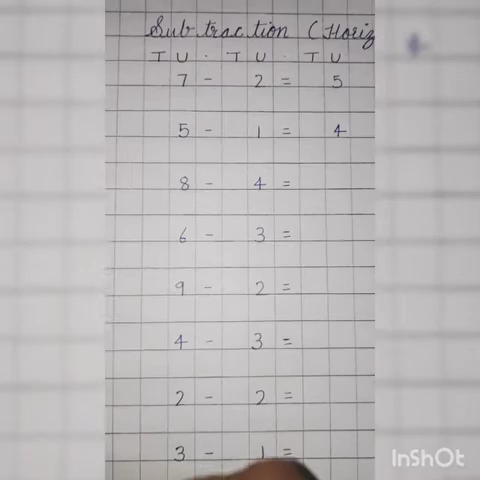 Subtraction (Horiz
T U . T U . T U
7 - 2 = 5
5 - 1 = 4
8 - 4 =
6 - 3 =
9 - 2 =
4 - 3 =
2 - 2 =
3 - 1 =
InShOt